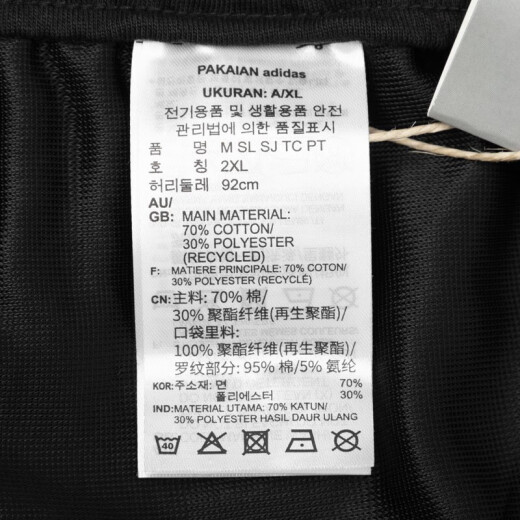 PAKAIAN adidas
UKURAN: A/XL
전기용품 및 생활용품 안전
관리법에 의한 품질표시
품 명 M SL SJ TC PT
호 칭 2XL
허리둘레 92cm
AU/
GB: MAIN MATERIAL:
70% COTTON/
30% POLYESTER
(RECYCLED)
F: MATIERE PRINCIPALE: 70% COTON/
30% POLYESTER (RECYCLÉ)
CN: 主料: 70% 棉/
30% 聚酯纤维(再生聚酯)/
口袋里料:
100% 聚酯纤维(再生聚酯)/
罗纹部分: 95% 棉/5% 氨纶
KOR: 주소재: 면 70%
폴리에스터 30%
IND: MATERIAL UTAMA: 70% KATUN/
30% POLYESTER HASIL DAUR ULANG
40